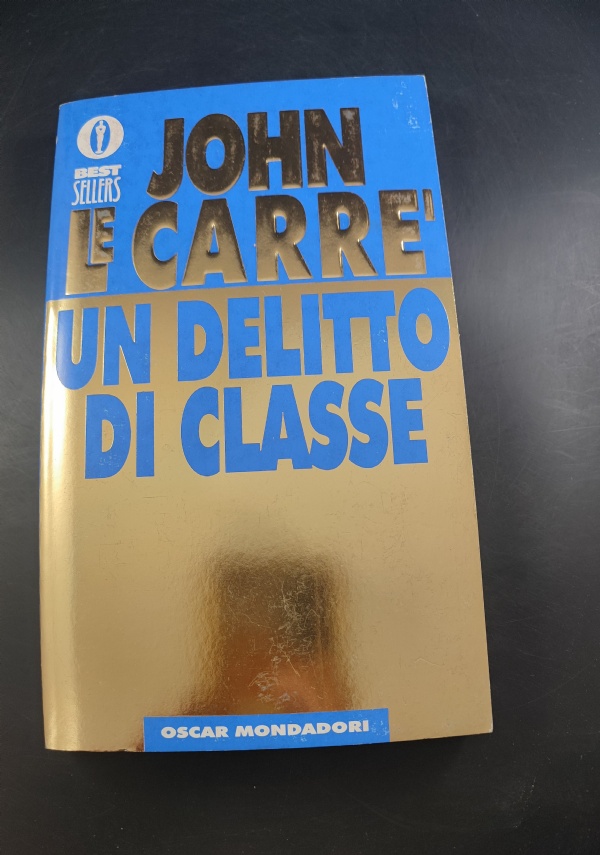 BEST
SELLERS
JOHN
LE CARRE'
UN DELITTO
DI CLASSE
OSCAR MONDADORI